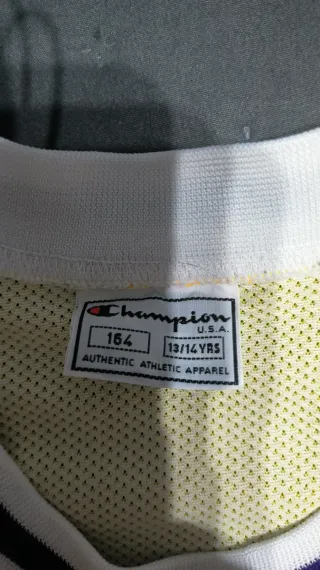 Champion
U.S.A.
164 13/14 YRS
AUTHENTIC ATHLETIC APPAREL